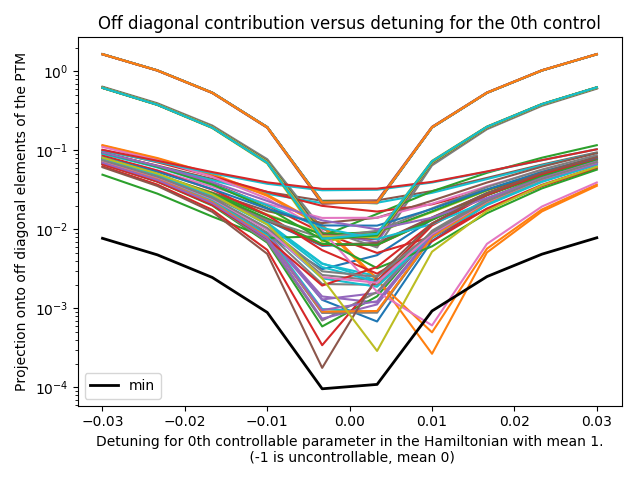 Off diagonal contribution versus detuning for the 0th control
Projection onto off diagonal elements of the PTM
10⁰
10⁻¹
10⁻²
10⁻³
10⁻⁴
min
−0.03 −0.02 −0.01 0.00 0.01 0.02 0.03
Detuning for 0th controllable parameter in the Hamiltonian with mean 1.
(-1 is uncontrollable, mean 0)